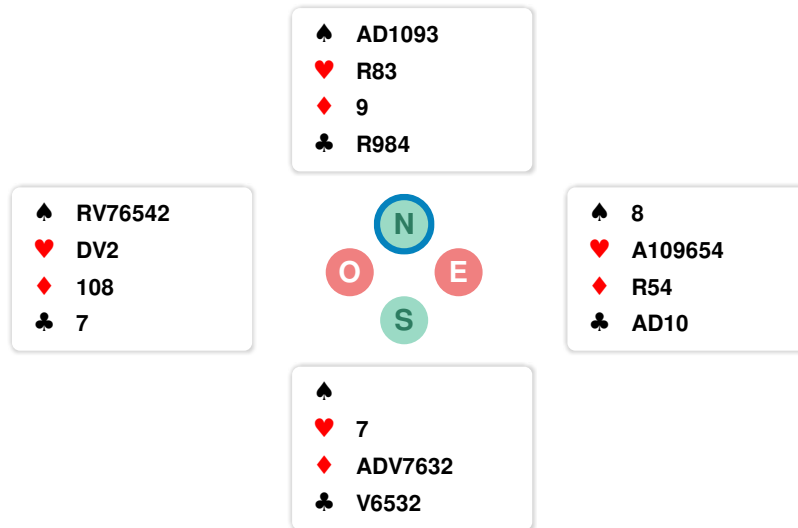 ♠ AD1093
♥ R83
♦ 9
♣ R984
♠ RV76542
♥ DV2
♦ 108
♣ 7
N
O E
S
♠ 8
♥ A109654
♦ R54
♣ AD10
♠
♥ 7
♦ ADV7632
♣ V6532